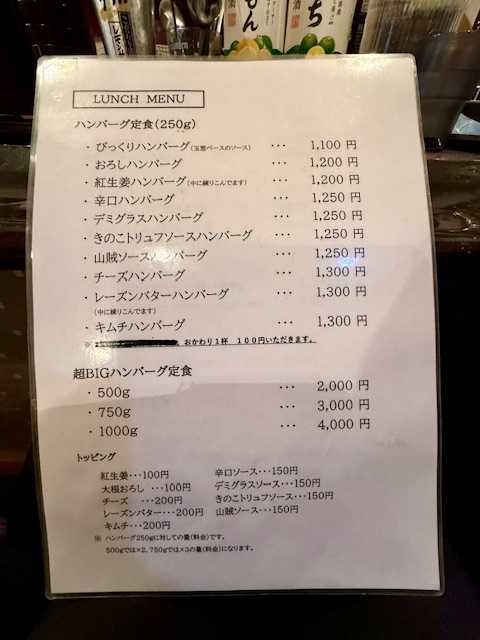 LUNCH MENU
ハンバーグ定食(250g)
・びっくりハンバーグ(玉葱ベースのソース) ･･･ 1,100 円
・おろしハンバーグ ･･･ 1,200 円
・紅生姜ハンバーグ(中に練りこんでます) ･･･ 1,200 円
・辛口ハンバーグ ･･･ 1,250 円
・デミグラスハンバーグ ･･･ 1,250 円
・きのこトリュフソースハンバーグ ･･･ 1,250 円
・山賊ソースハンバーグ ･･･ 1,250 円
・チーズハンバーグ ･･･ 1,300 円
・レーズンバターハンバーグ ･･･ 1,300 円
(中に練りこんでます)
・キムチハンバーグ ･･･ 1,300 円
※ おかわり1杯 100円いただきます。
超BIGハンバーグ定食
・500g ･･･ 2,000 円
・750g ･･･ 3,000 円
・1000g ･･･ 4,000 円
トッピング
紅生姜･･･100円 辛口ソース･･･150円
大根おろし ･･･100円 デミグラスソース･･･150円
チーズ ･･･200円 きのこトリュフソース･･･150円
レーズンバター･･･200円 山賊ソース･･･150円
キムチ･･･200円
※ ハンバーグ250gに対しての量(料金)です。
500gでは×2、750gでは×3の量(料金)になります。